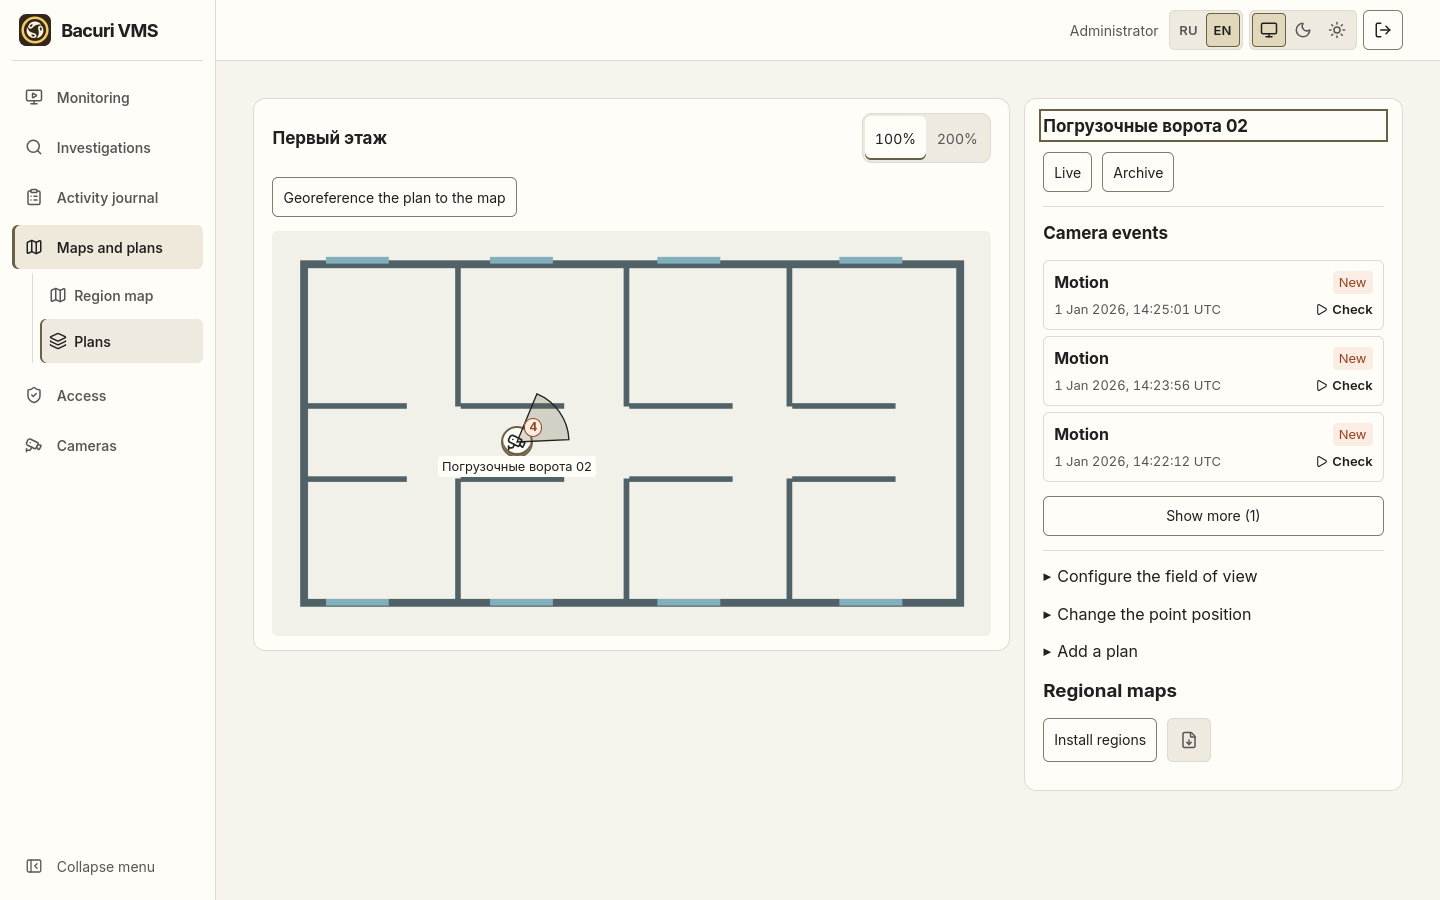 Bacuri VMS
Administrator
RU
EN
Monitoring
Investigations
Activity journal
Maps and plans
Region map
Plans
Access
Cameras
Collapse menu
Первый этаж
100%
200%
Georeference the plan to the map
4
Погрузочные ворота 02
Погрузочные ворота 02
Live
Archive
Camera events
Motion
New
1 Jan 2026, 14:25:01 UTC
Check
Motion
New
1 Jan 2026, 14:23:56 UTC
Check
Motion
New
1 Jan 2026, 14:22:12 UTC
Check
Show more (1)
Configure the field of view
Change the point position
Add a plan
Regional maps
Install regions